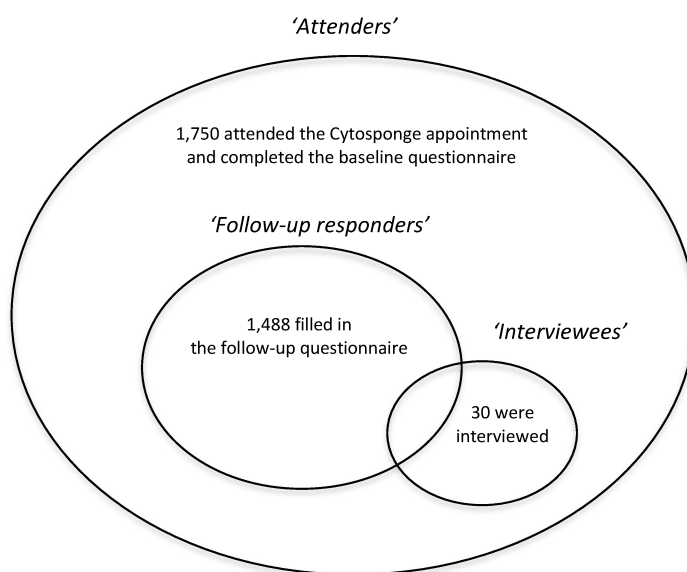 ‘Attenders’
1,750 attended the Cytosponge appointment
and completed the baseline questionnaire
‘Follow-up responders’
1,488 filled in
the follow-up questionnaire
‘Interviewees’
30 were
interviewed